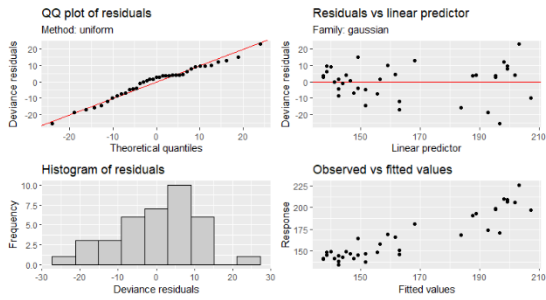 QQ plot of residuals
Method: uniform
Deviance residuals
20
10
0
-10
-20
-20
-10
0
10
20
Theoretical quantiles
Residuals vs linear predictor
Family: gaussian
Deviance residuals
20
10
0
-10
-20
150
170
190
210
Linear predictor
Histogram of residuals
Frequency
10.0
7.5
5.0
2.5
0.0
-30
-20
-10
0
10
20
30
Deviance residuals
Observed vs fitted values
Response
225
200
175
150
150
170
190
210
Fitted values